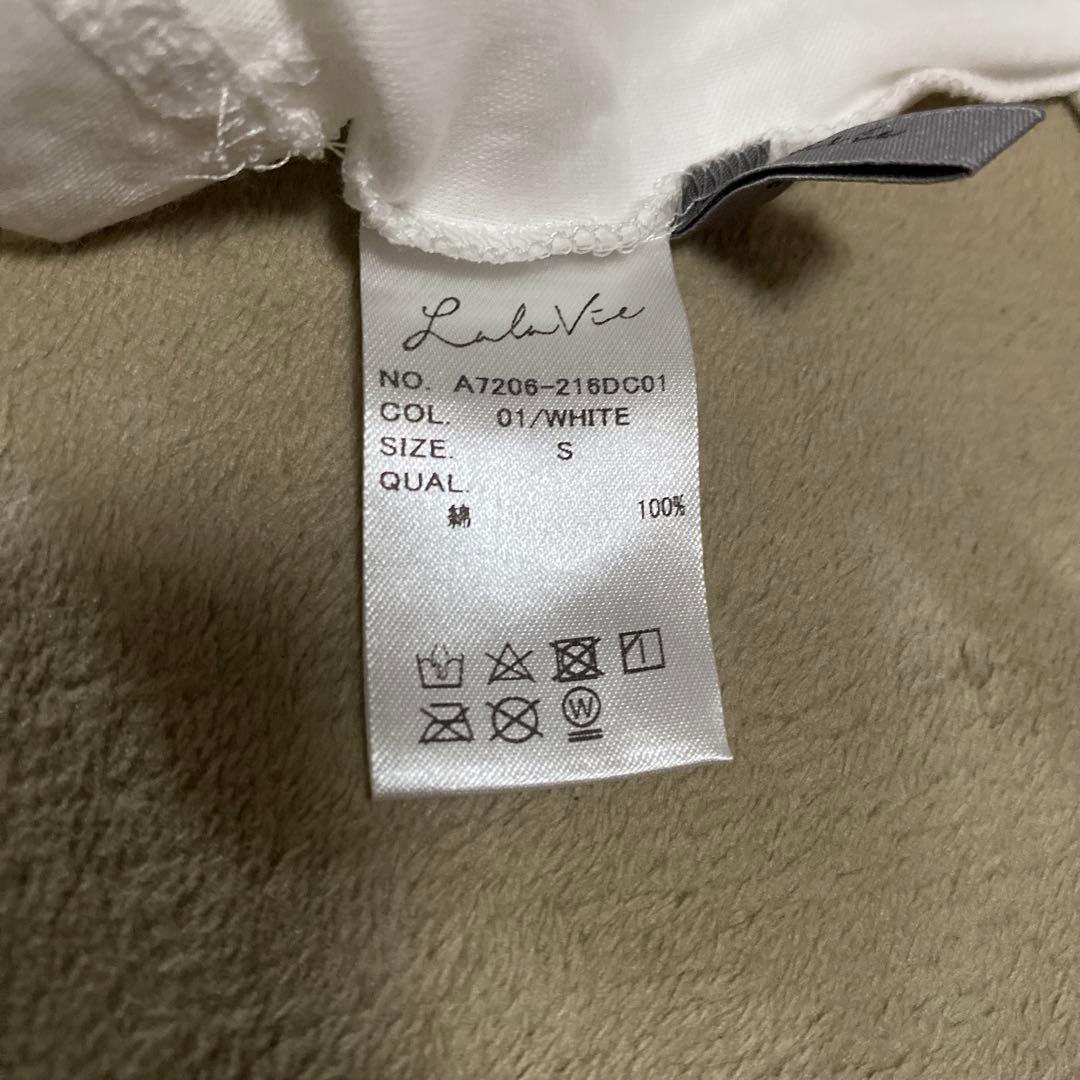 LalaVie
NO. A7206-216DC01
COL. 01/WHITE
SIZE. S
QUAL.
綿 100%
W